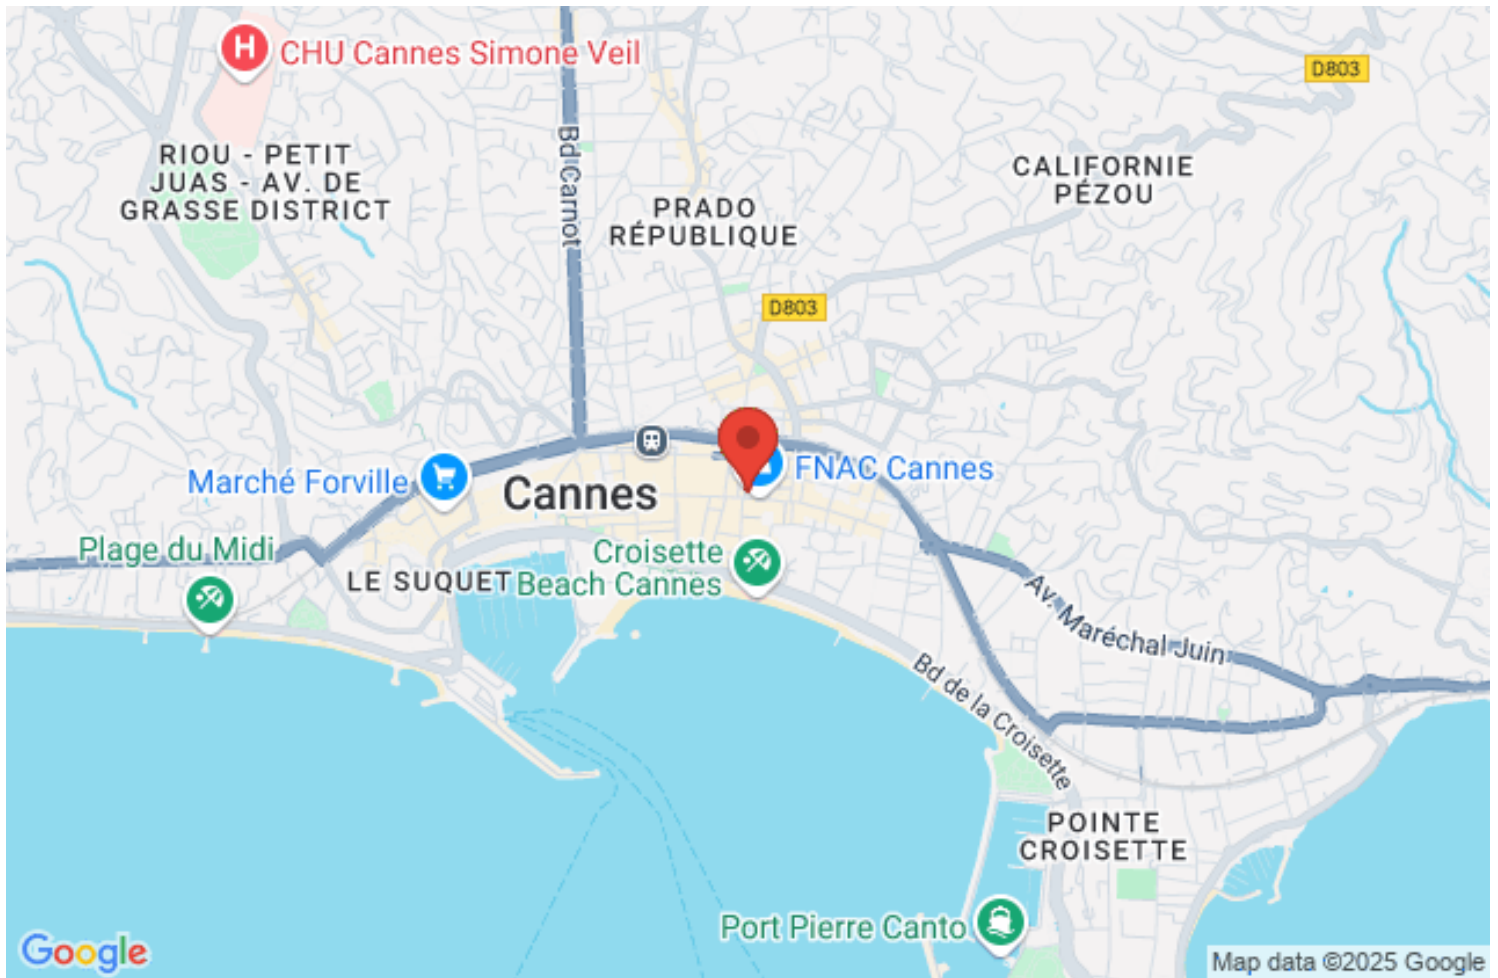 H
CHU Cannes Simone Veil
D803
Bd Carnot
RIOU - PETIT
JUAS - AV. DE
GRASSE DISTRICT
CALIFORNIE
PÉZOU
PRADO
RÉPUBLIQUE
D803
Marché Forville
Cannes
FNAC Cannes
Plage du Midi
LE SUQUET
Croisette
Beach Cannes
Av. Maréchal Juin
Bd de la Croisette
POINTE
CROISETTE
Port Pierre Canto
Google
Map data ©2025 Google